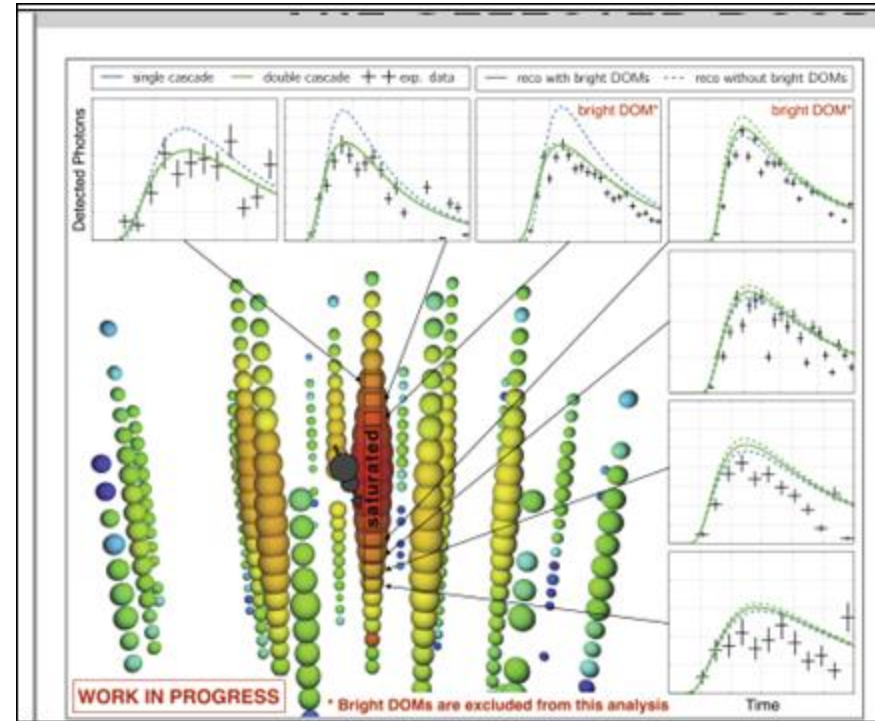 single cascade double cascade exp. data reco with bright DOMs reco without bright DOMs
Detected Photons
bright DOM*
bright DOM*
saturated
WORK IN PROGRESS
* Bright DOMs are excluded from this analysis
Time